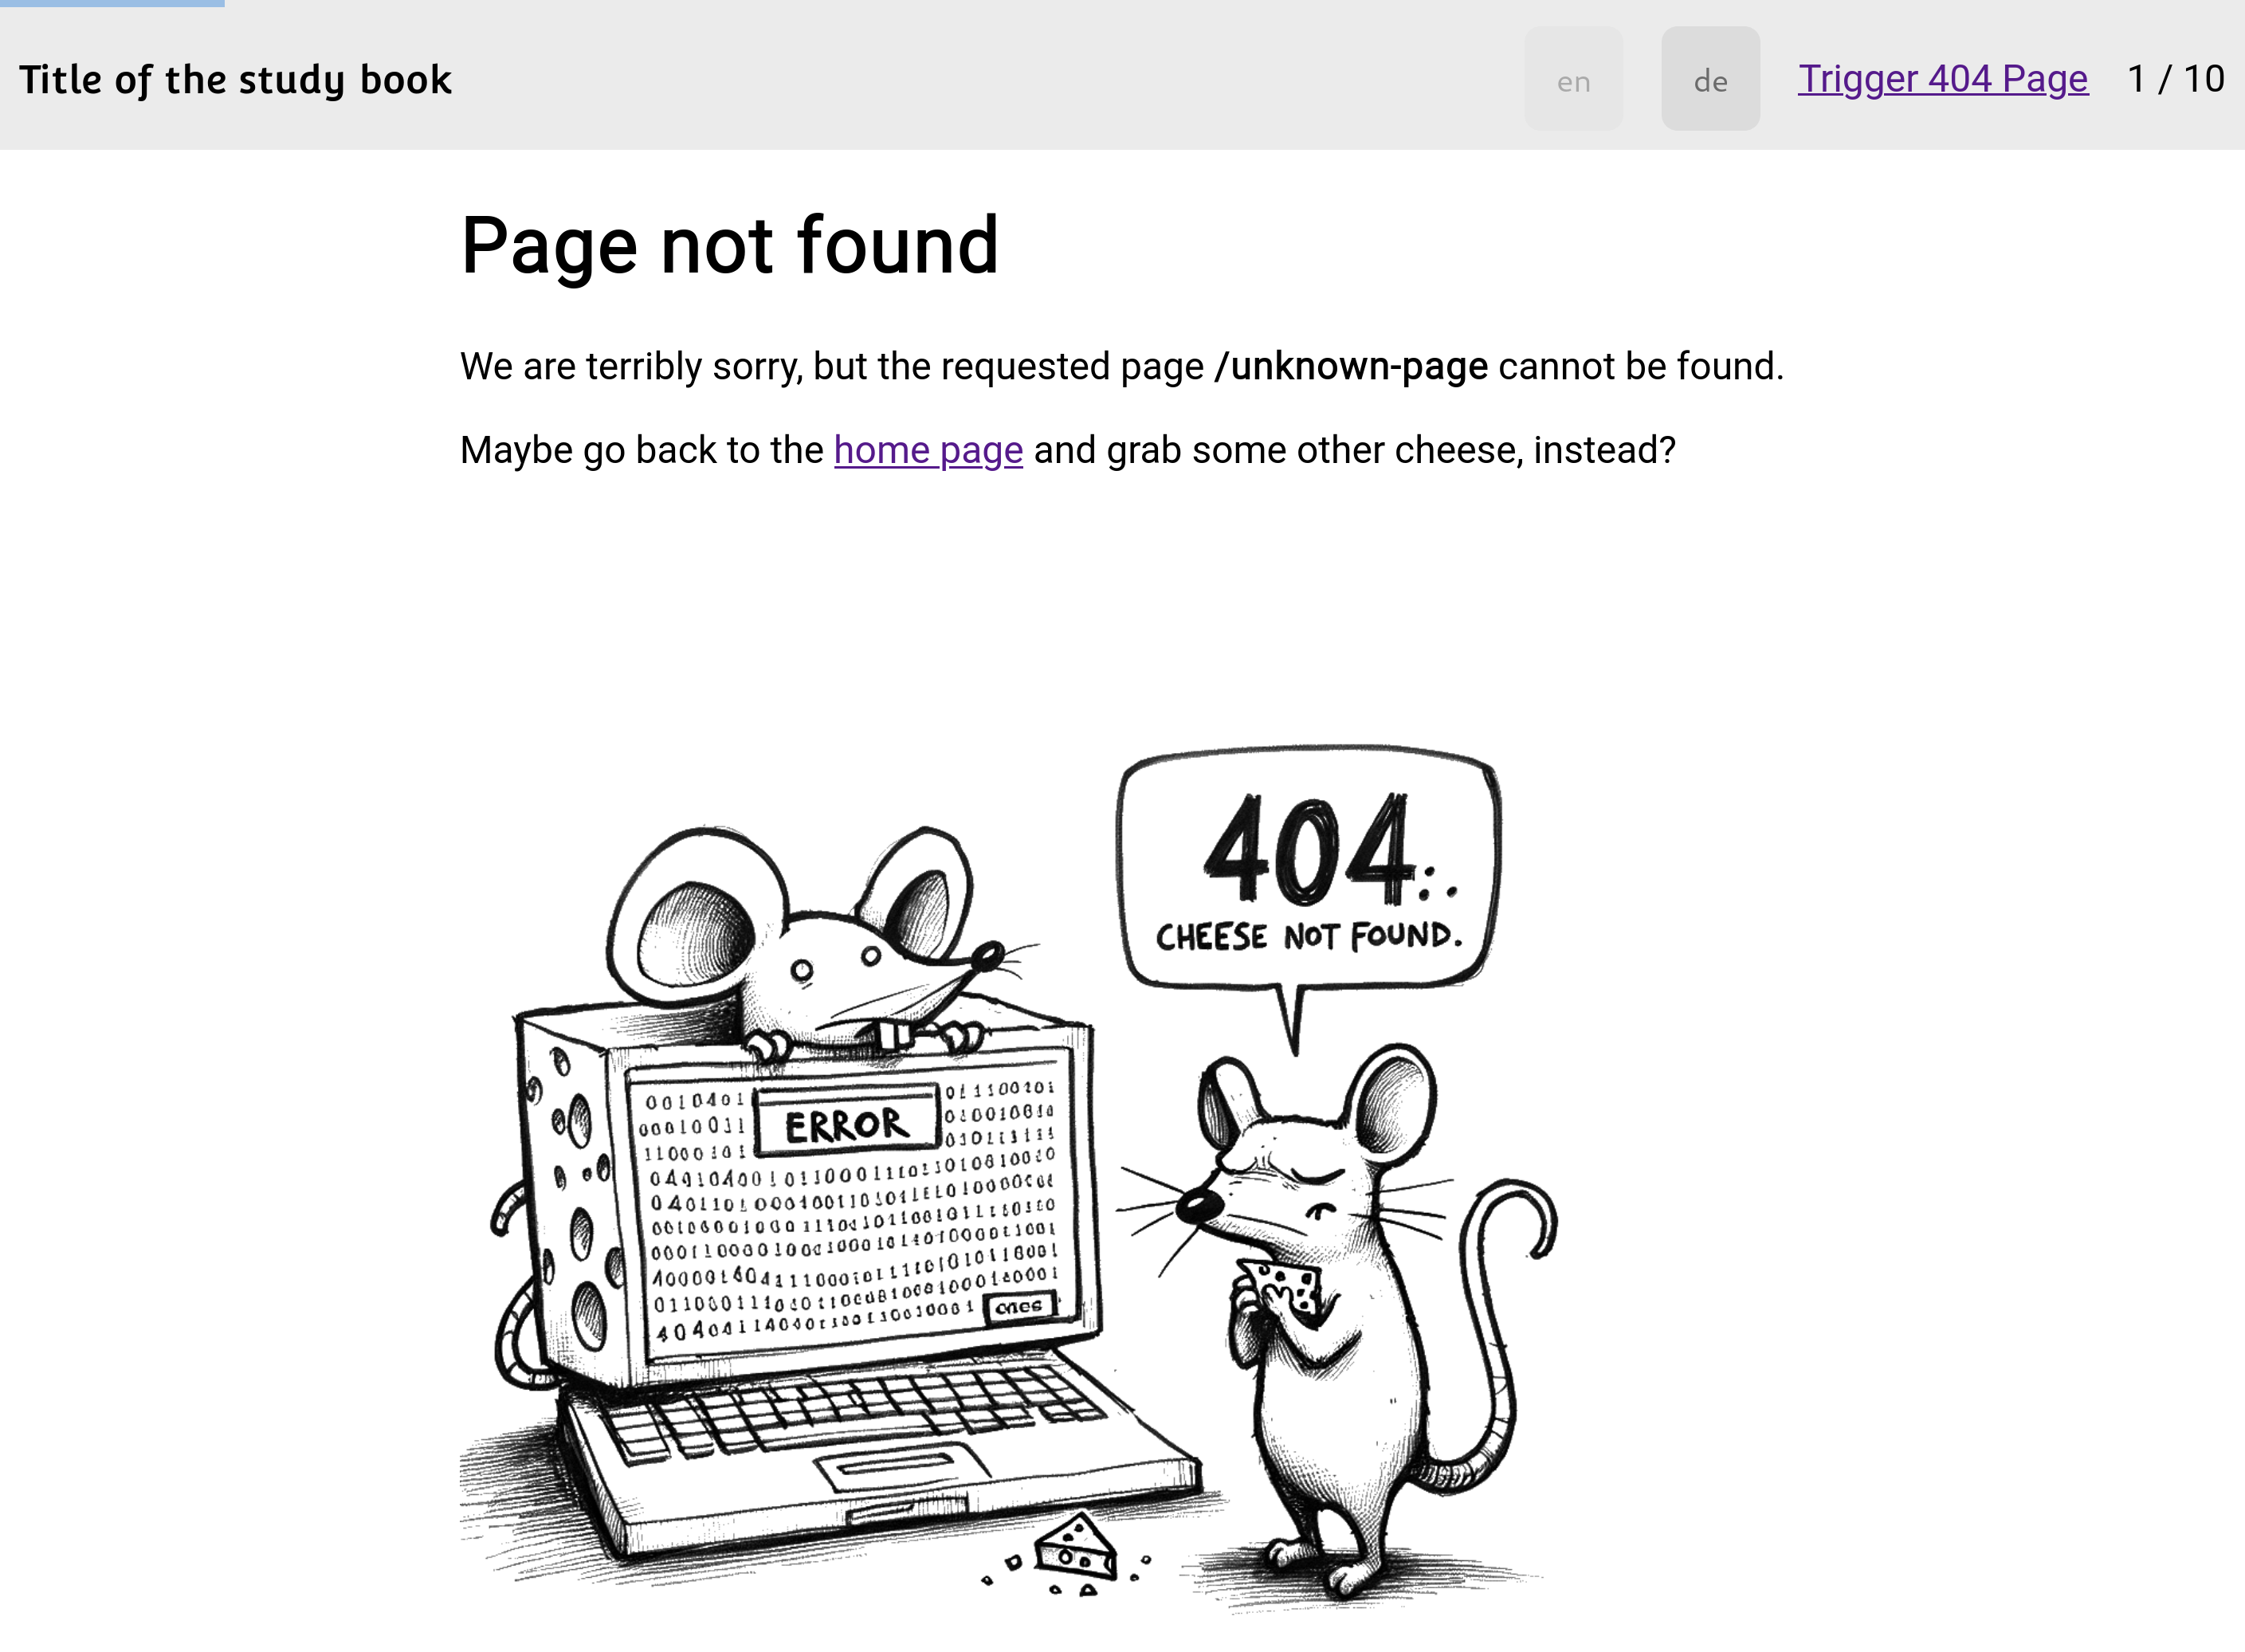 Title of the study book
en
de
Trigger 404 Page
1 / 10
Page not found
We are terribly sorry, but the requested page /unknown-page cannot be found.
Maybe go back to the home page and grab some other cheese, instead?
404:.
CHEESE NOT FOUND.
ERROR